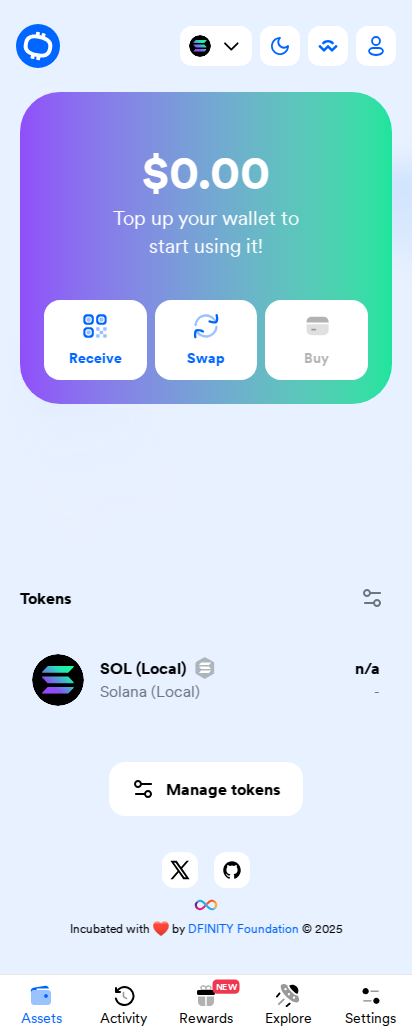 $0.00
Top up your wallet to
start using it!
Receive
Swap
Buy
Tokens
SOL (Local)
n/a
Solana (Local)
-
Manage tokens
Incubated with ❤️ by DFINITY Foundation © 2025
NEW
Assets
Activity
Rewards
Explore
Settings